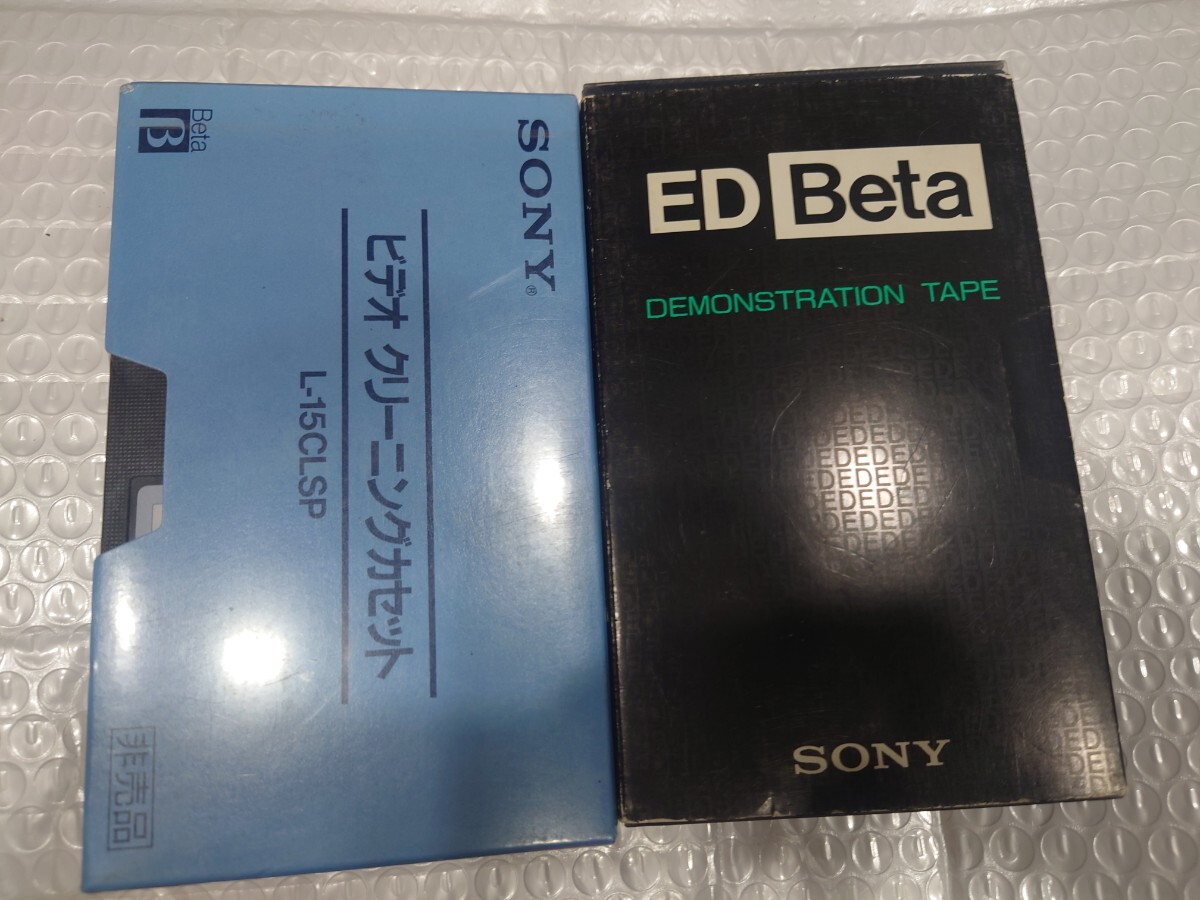 Beta
β
SONY®
ビデオ クリーニングカセット
L-15CLSP
非売品
ED Beta
DEMONSTRATION TAPE
SONY